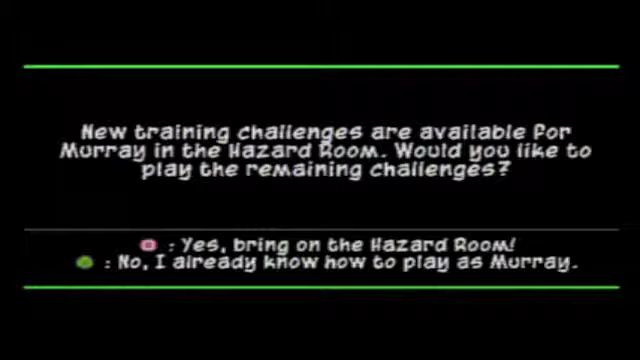 New training challenges are available for
Murray in the Hazard Room. Would you like to
play the remaining challenges?
: Yes, bring on the Hazard Room!
: No, I already know how to play as Murray.